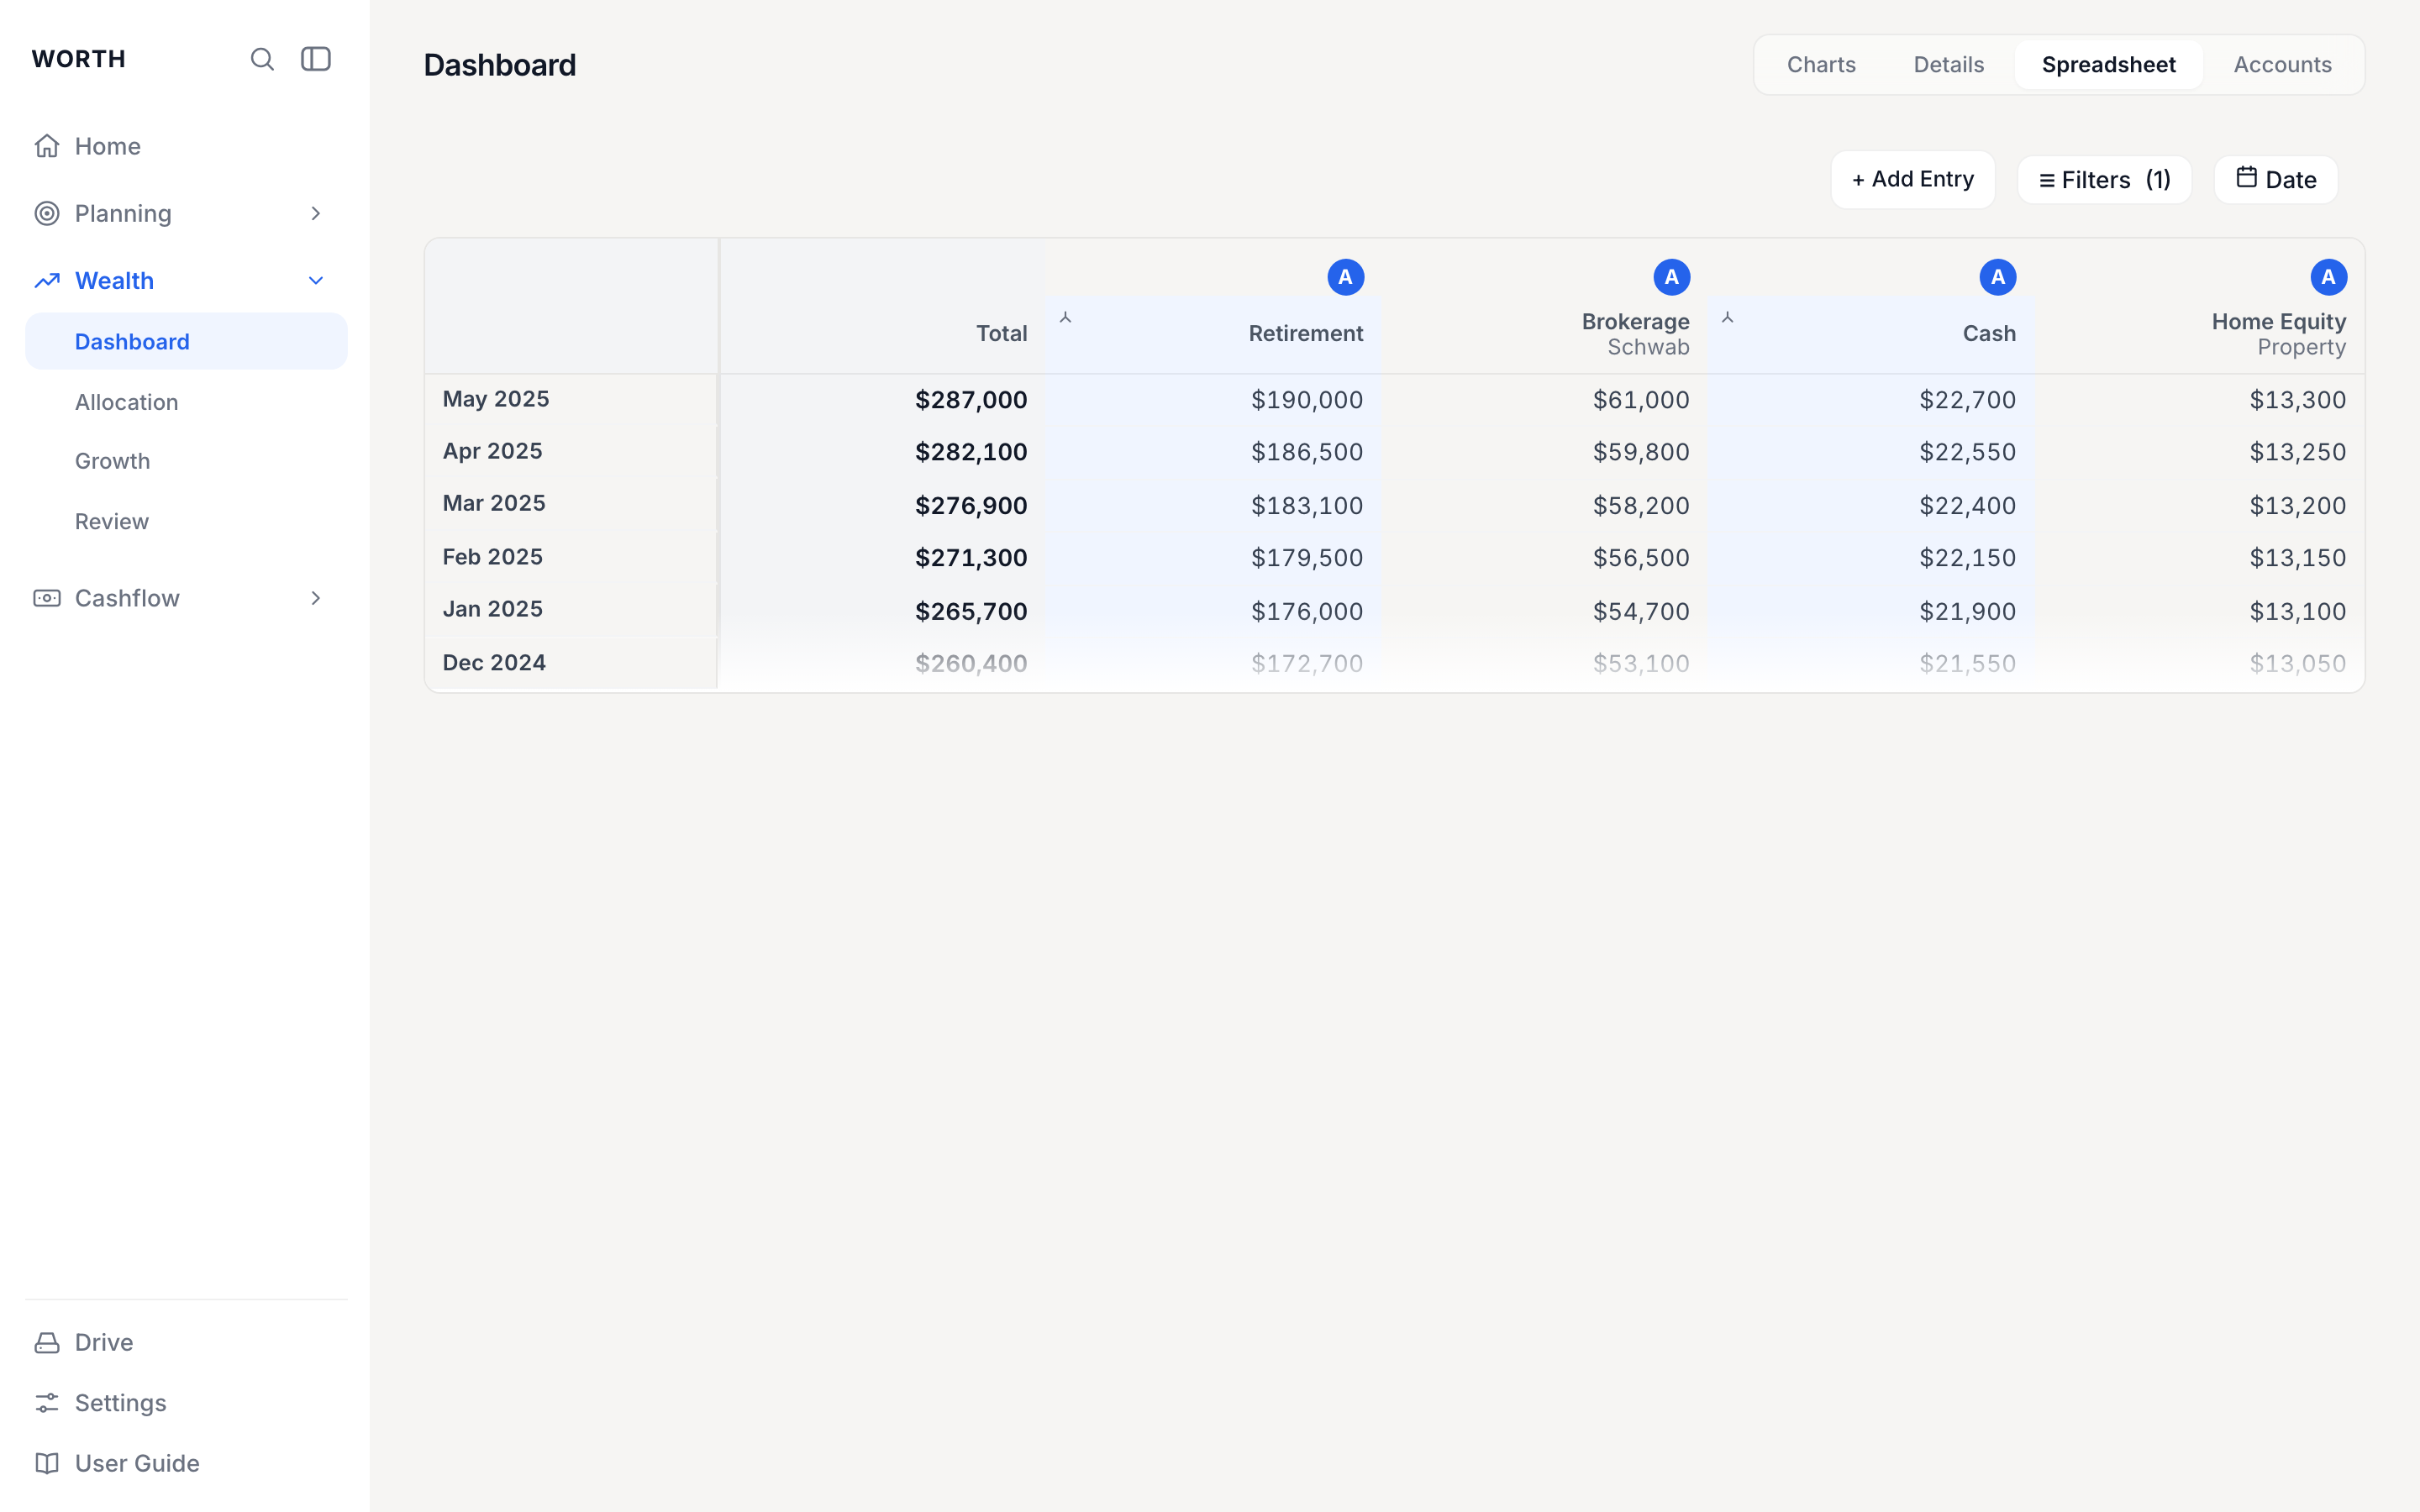 WORTH
Home
Planning
Wealth
Dashboard
Allocation
Growth
Review
Cashflow
Drive
Settings
User Guide
Dashboard
Charts Details Spreadsheet Accounts
+ Add Entry Filters (1) Date
A A A A
Total Retirement Brokerage Schwab Cash Home Equity Property
May 2025 $287,000 $190,000 $61,000 $22,700 $13,300
Apr 2025 $282,100 $186,500 $59,800 $22,550 $13,250
Mar 2025 $276,900 $183,100 $58,200 $22,400 $13,200
Feb 2025 $271,300 $179,500 $56,500 $22,150 $13,150
Jan 2025 $265,700 $176,000 $54,700 $21,900 $13,100
Dec 2024 $260,400 $172,700 $53,100 $21,550 $13,050